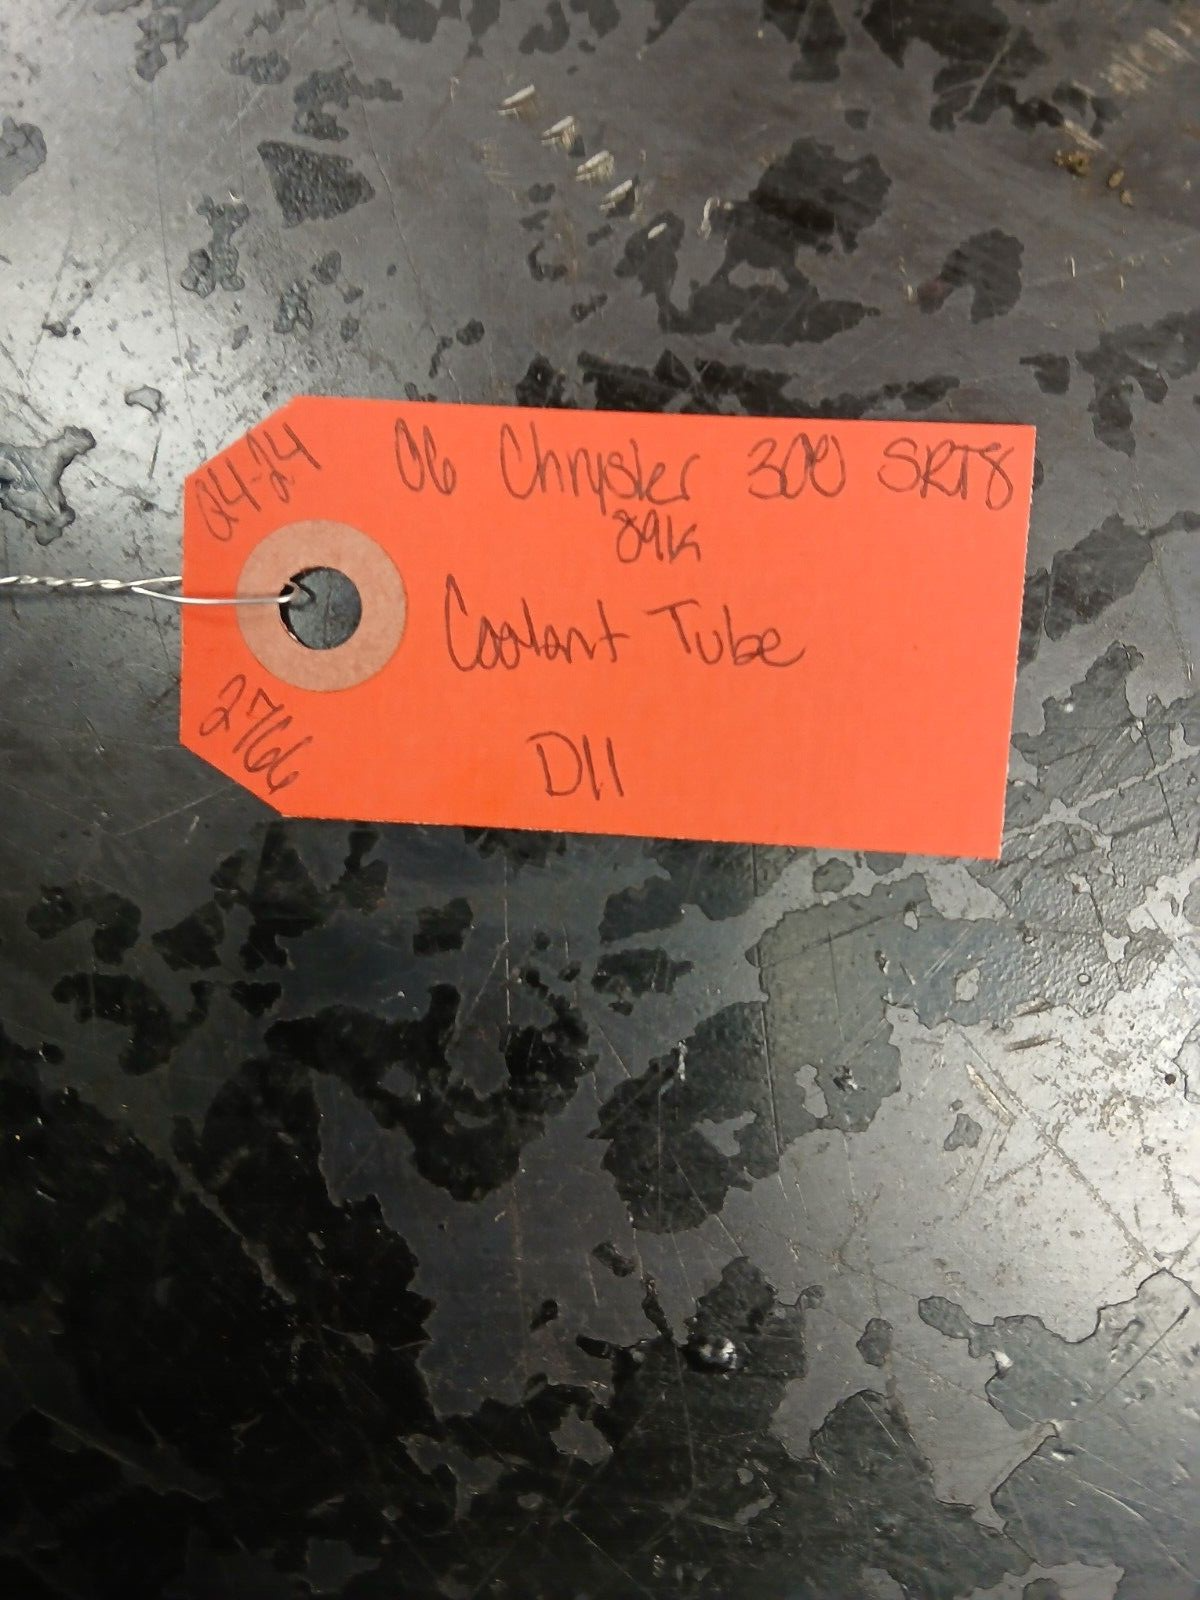 04-24
06 Chrysler 300 SRT8
89k
Coolant Tube
2766
D11